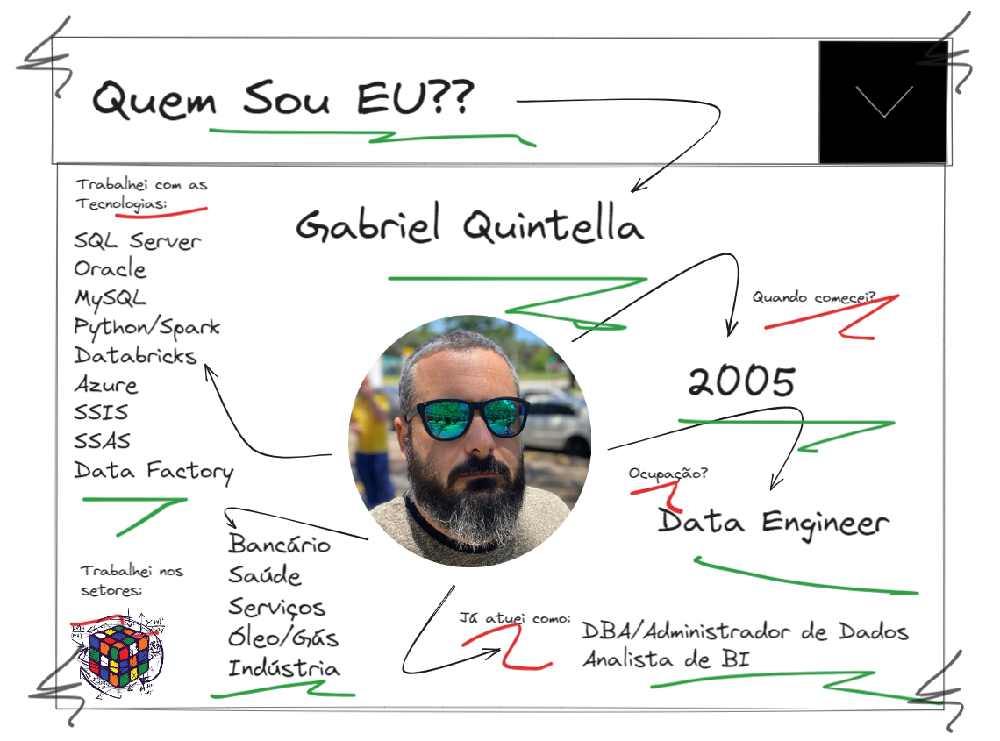 Quem Sou EU??
Trabalhei com as
Tecnologias:
SQL Server
Oracle
MySQL
Python/Spark
Databricks
Azure
SSIS
SSAS
Data Factory
Gabriel Quintella
Quando comecei?
2005
Ocupação?
Data Engineer
Trabalhei nos
setores:
Bancário
Saúde
Serviços
Óleo/Gás
Indústria
Já atuei como:
DBA/Administrador de Dados
Analista de BI